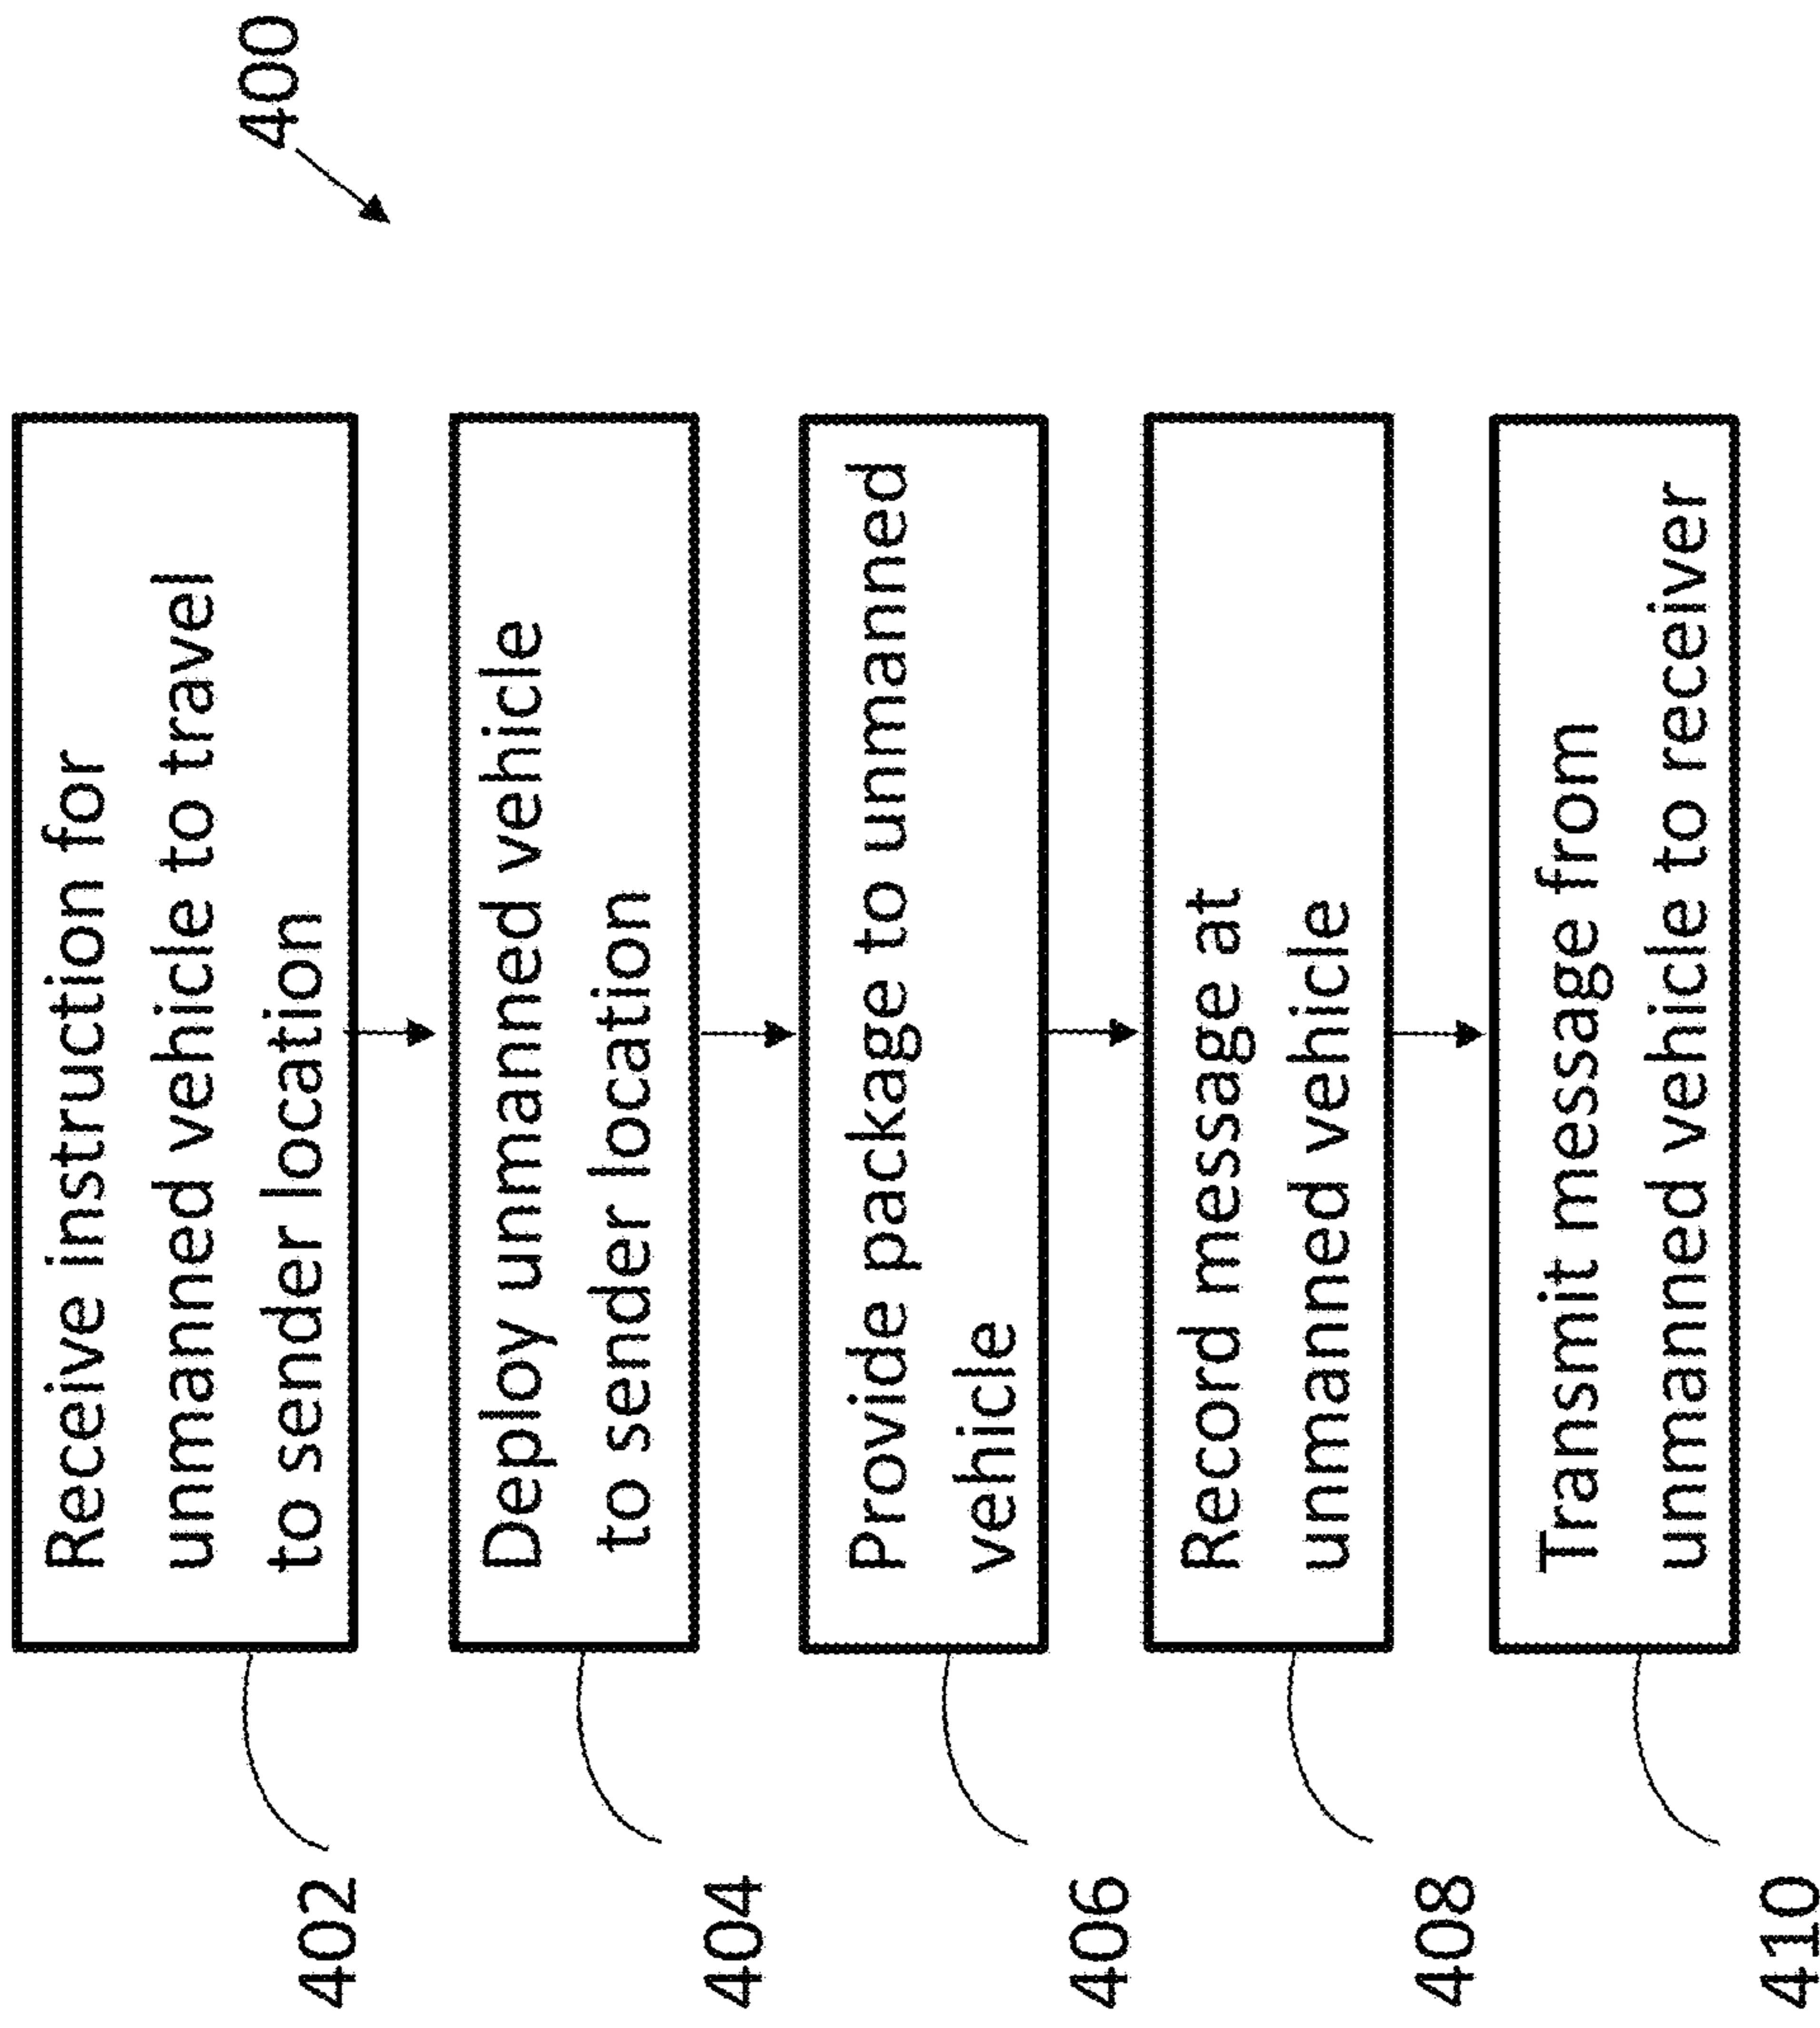 400
402
Receive instruction for
unmanned vehicle to travel
to sender location
404
Deploy unmanned vehicle
to sender location
406
Provide package to unmanned
vehicle
408
Record message at
unmanned vehicle
410
Transmit message from
unmanned vehicle to receiver